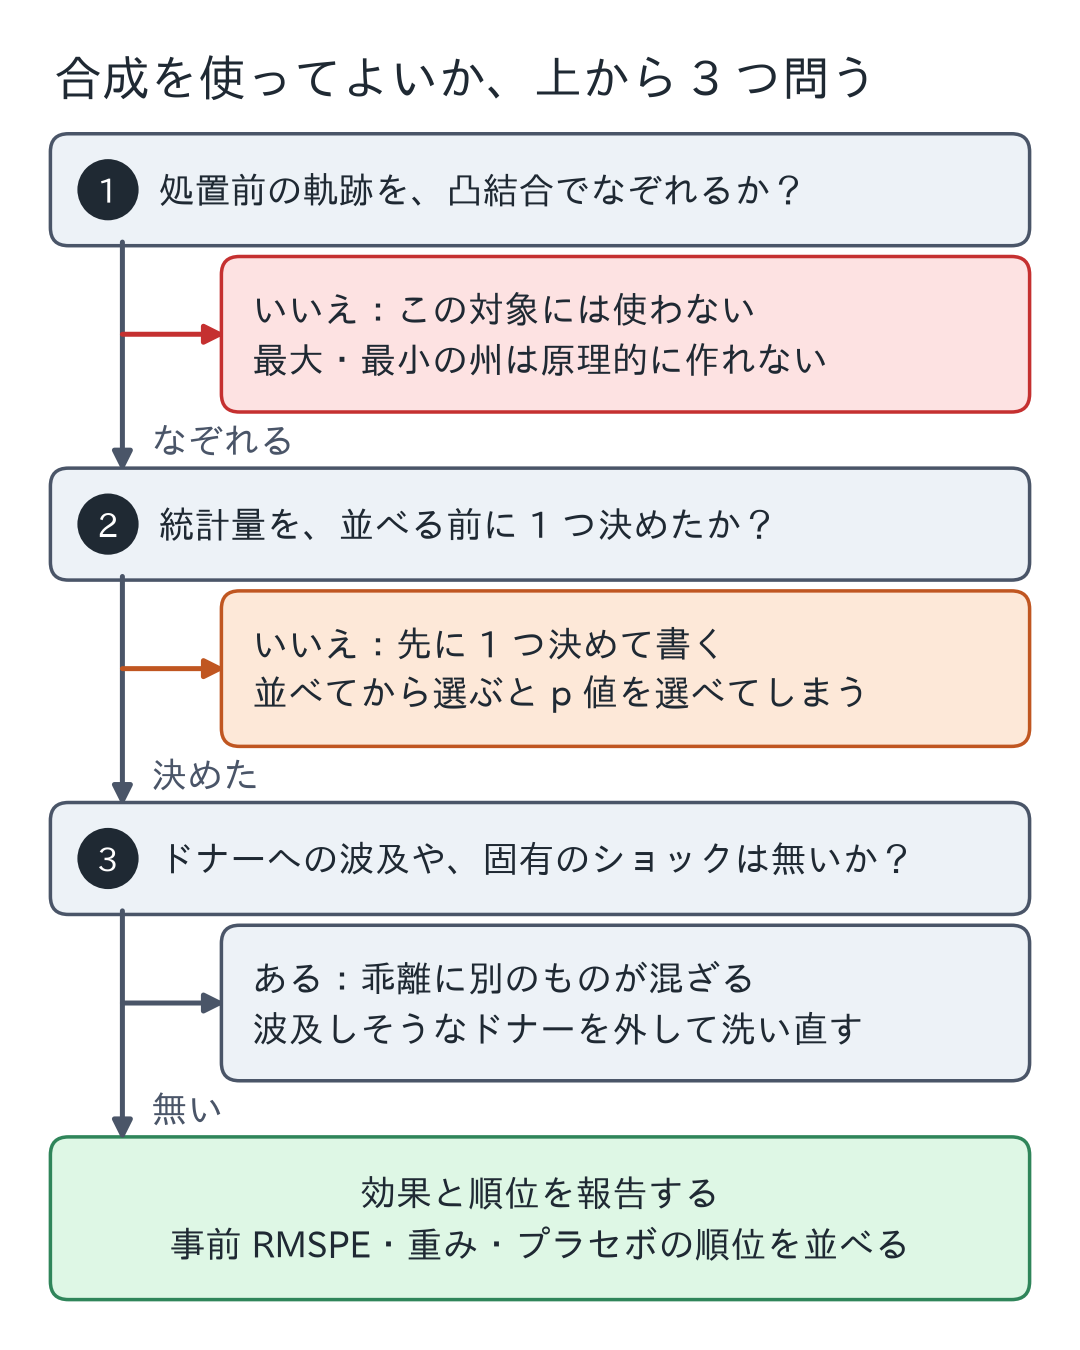 合成を使ってよいか、上から 3 つ問う
1 処置前の軌跡を、凸結合でなぞれるか？
いいえ：この対象には使わない
最大・最小の州は原理的に作れない
なぞれる
2 統計量を、並べる前に 1 つ決めたか？
いいえ：先に 1 つ決めて書く
並べてから選ぶと p 値を選べてしまう
決めた
3 ドナーへの波及や、固有のショックは無いか？
ある：乖離に別のものが混ざる
波及しそうなドナーを外して洗い直す
無い
効果と順位を報告する
事前 RMSPE・重み・プラセボの順位を並べる